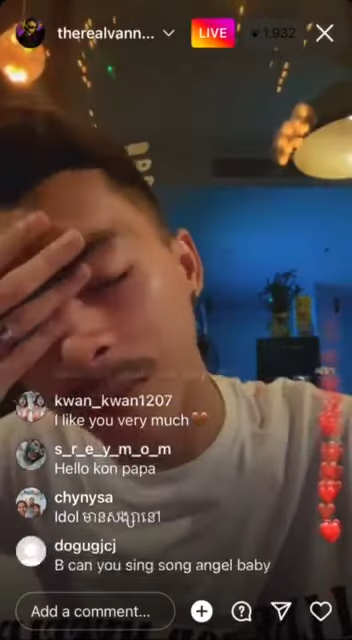 therealvann...
LIVE
1,932
kwan_kwan1207
I like you very much🤎
s_r_e_y_m_o_m
Hello kon papa
chynysa
Idol មានសង្សានៅ
dogugjcj
B can you sing song angel baby
Add a comment...